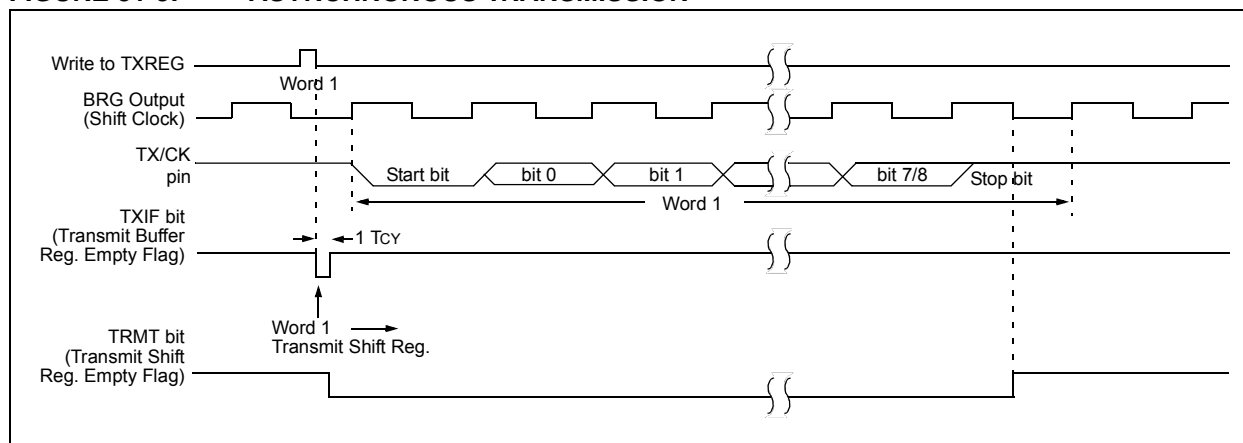 Write to TXREG
Word 1
BRG Output
(Shift Clock)
TX/CK
pin
Start bit
bit 0
bit 1
bit 7/8
Stop bit
Word 1
TXIF bit
(Transmit Buffer
Reg. Empty Flag)
1 TCY
Word 1
Transmit Shift Reg.
TRMT bit
(Transmit Shift
Reg. Empty Flag)